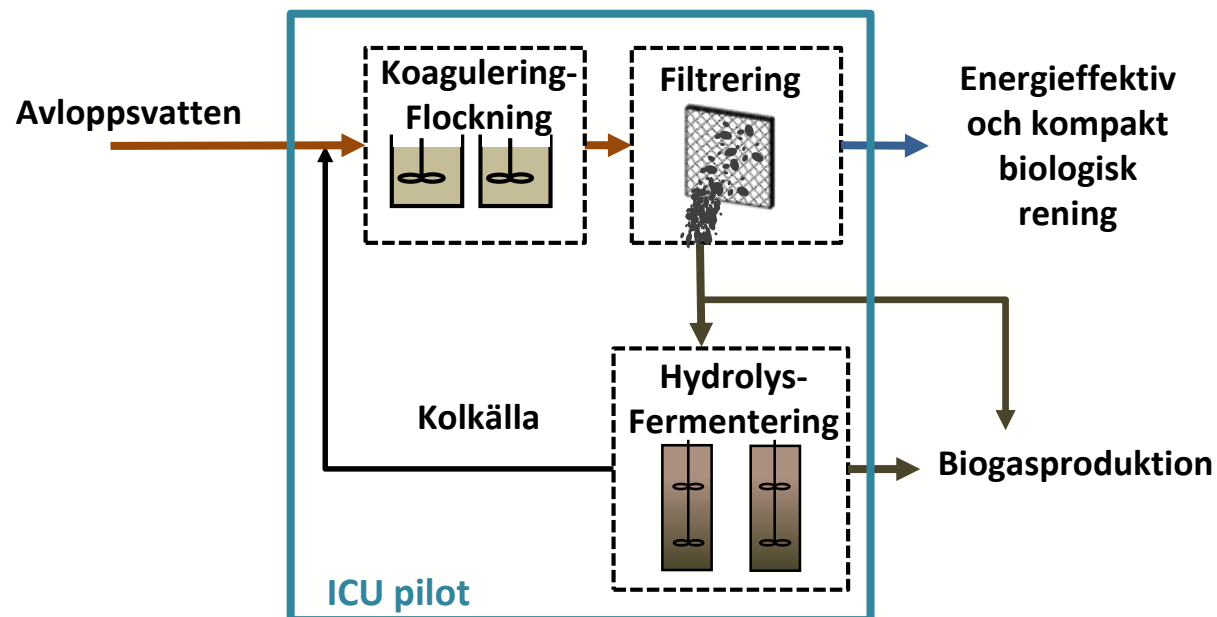 Avloppsvatten
Koagulering-
Flockning
Filtrering
Energieffektiv
och kompakt
biologisk
rening
Kolkälla
Hydrolys-
Fermentering
Biogasproduktion
ICU pilot